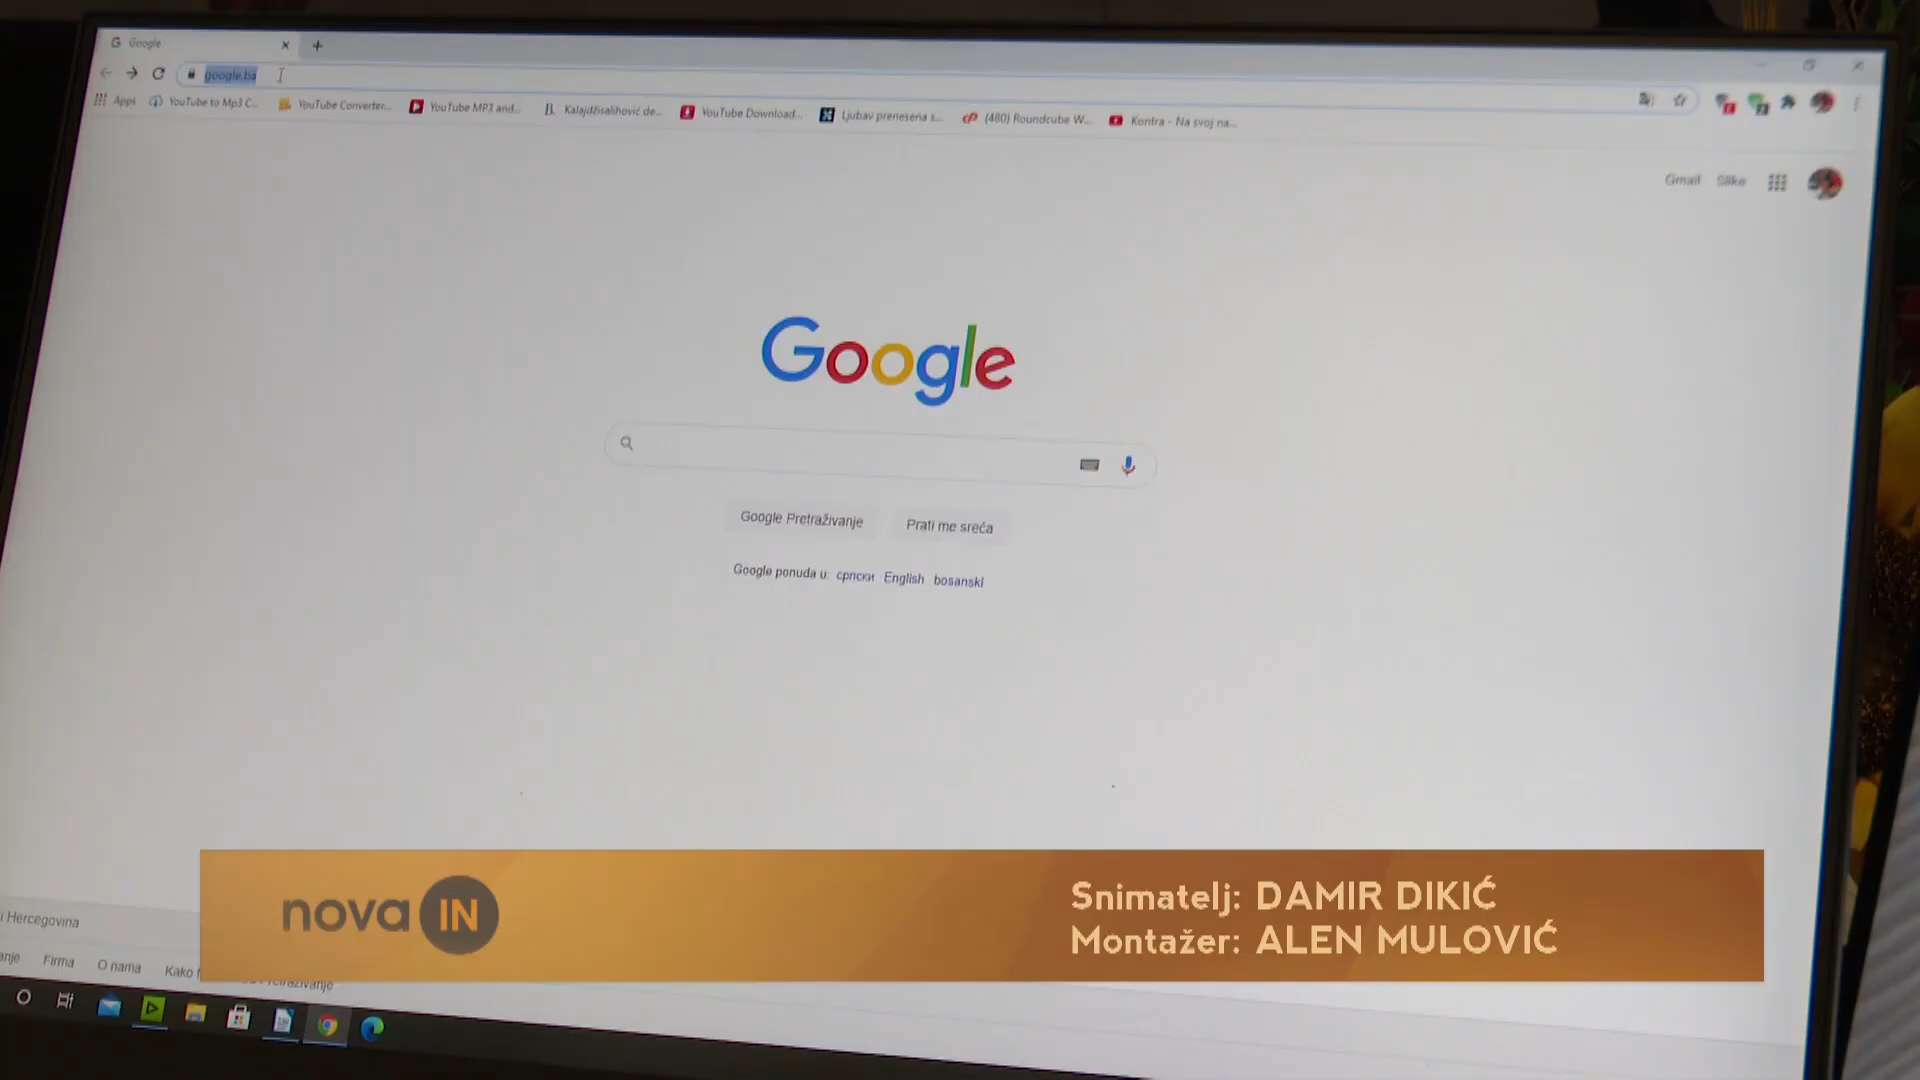 Google
google.ba
Apps YouTube to Mp3 C... YouTube Converter... YouTube MP3 and... Kalajdžisalihović de... YouTube Download... Ljubav prenesena s... (480) Roundcube W... Kontra - Na svoj na...
Gmail Slike
Google
Google Pretraživanje Prati me sreća
Google ponuda u: српски English bosanski
nova IN
Snimatelj: DAMIR DIKIĆ
Montažer: ALEN MULOVIĆ
i Hercegovina
Firma O nama Kako